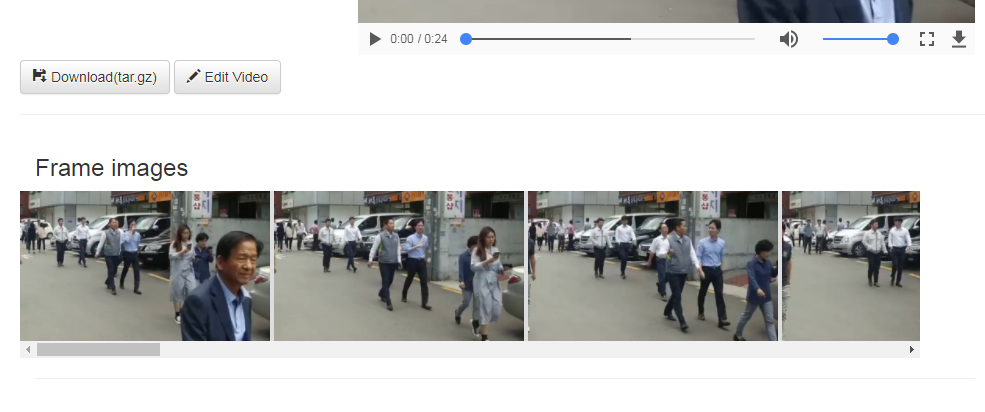 0:00 / 0:24
Download(tar.gz) Edit Video
Frame images